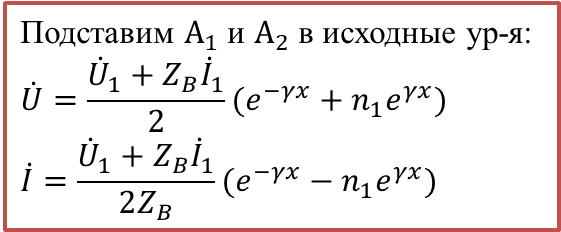 Подставим A₁ и A₂ в исходные ур-я:
U̇ = (U̇₁ + Z_B İ₁)/2 (e^{−γx} + n₁e^{γx})
İ = (U̇₁ + Z_B İ₁)/(2Z_B) (e^{−γx} − n₁e^{γx})